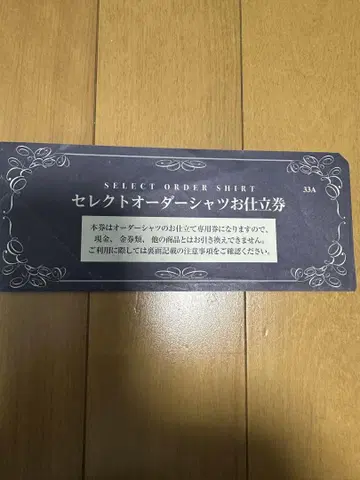 SELECT ORDER SHIRT
33A
セレクトオーダーシャツお仕立券
本券はオーダーシャツのお仕立て専用券になりますので、
現金、金券類、他の商品とはお引き換えできません。
ご利用に際しては裏面記載の注意事項をご確認ください。